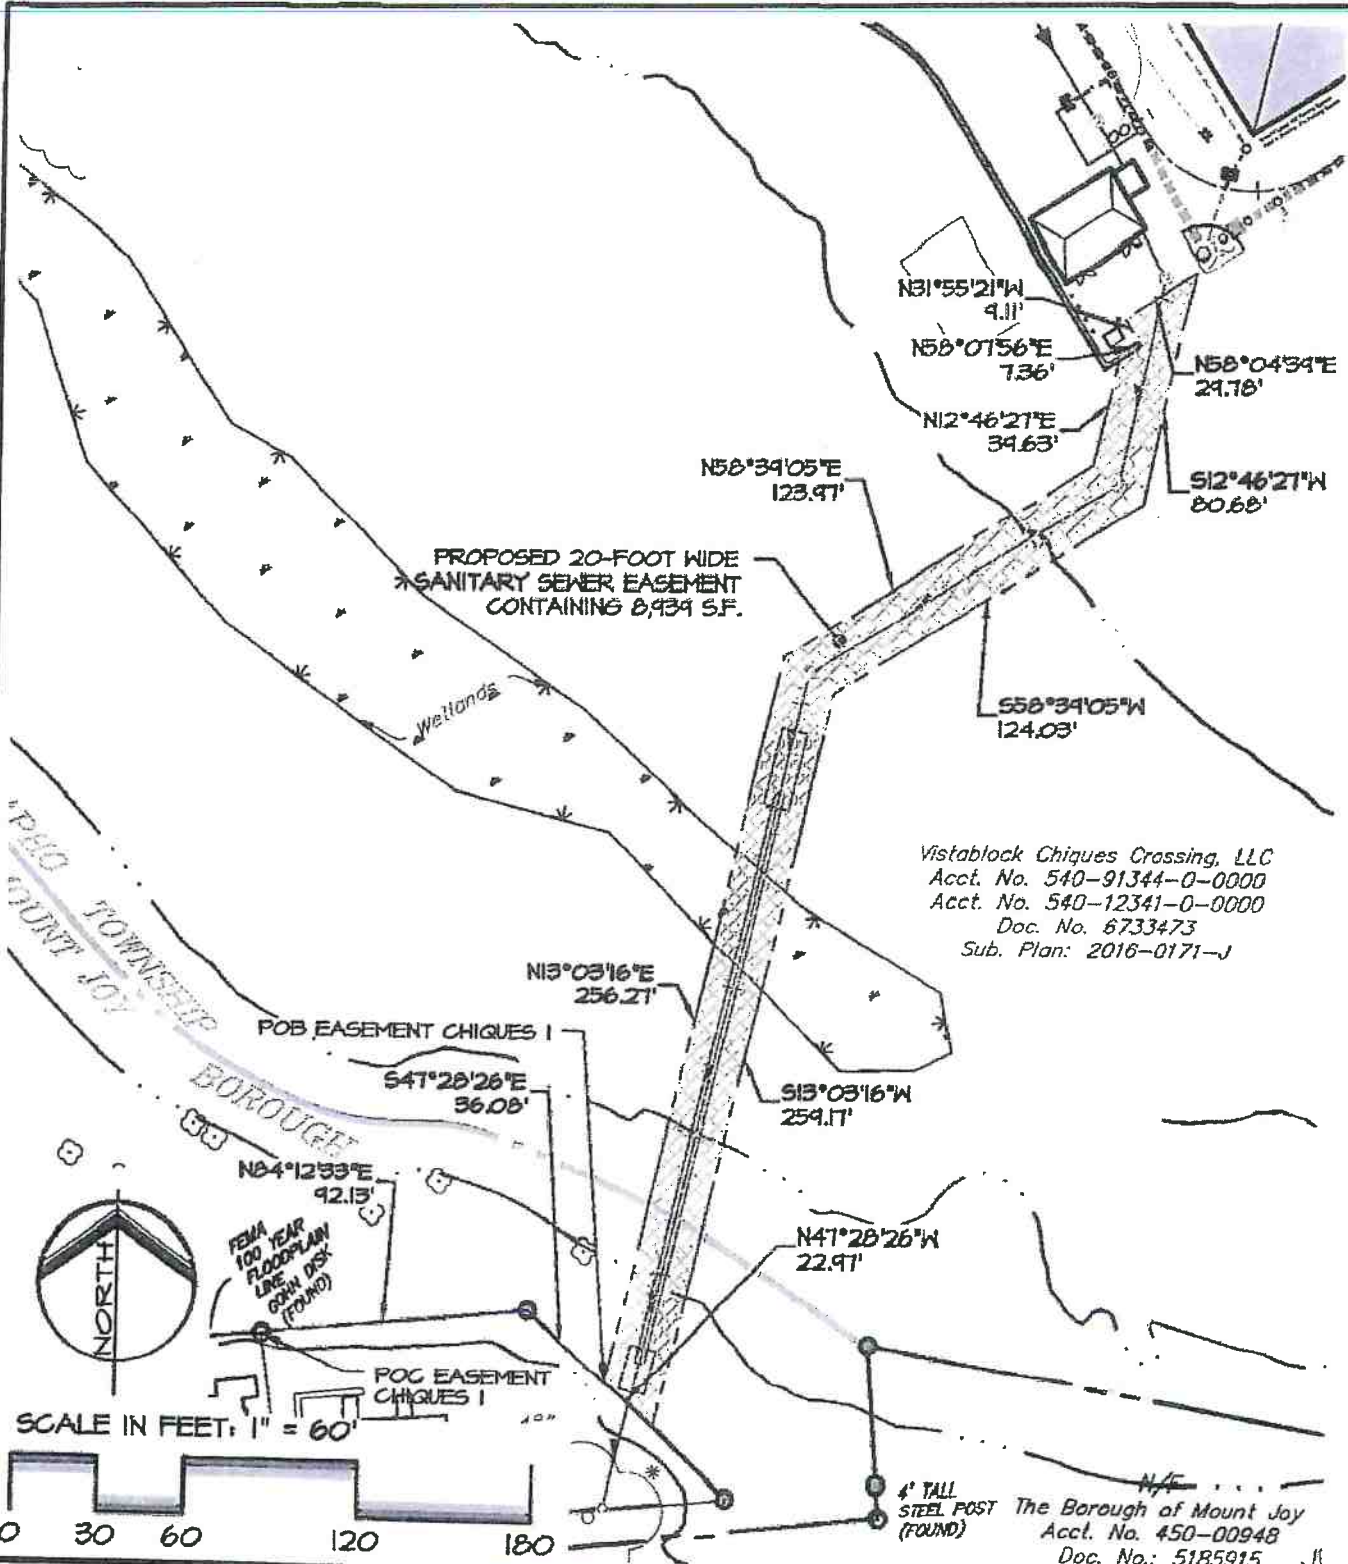 N31°55'21"W
9.11'
N58°07'56"E
7.36'
N58°04'39"E
29.78'
N12°46'27"E
39.63'
N58°39'05"E
123.97'
S12°46'27"W
80.68'
PROPOSED 20-FOOT WIDE
SANITARY SEWER EASEMENT
CONTAINING 8,939 S.F.
S58°39'05"W
124.03'
Wetlands
Vistablock Chiques Crossing, LLC
Acct. No. 540-91344-0-0000
Acct. No. 540-12341-0-0000
Doc. No. 6733473
Sub. Plan: 2016-0171-J
TOWNSHIP
MOUNT JOY
BOROUGH
N13°03'16"E
256.27'
POB EASEMENT CHIQUES 1
S47°28'26"E
36.08'
S13°03'16"W
259.17'
N84°12'33"E
92.13'
N47°28'26"W
22.97'
FEMA
100 YEAR
FLOODPLAIN
LINE
GOHN DISK
(FOUND)
NORTH
POC EASEMENT
CHIQUES 1
SCALE IN FEET: 1" = 60'
0 30 60 120 180
4' TALL
STEEL POST
(FOUND)
N/F
The Borough of Mount Joy
Acct. No. 450-00948
Doc. No.: 5185915